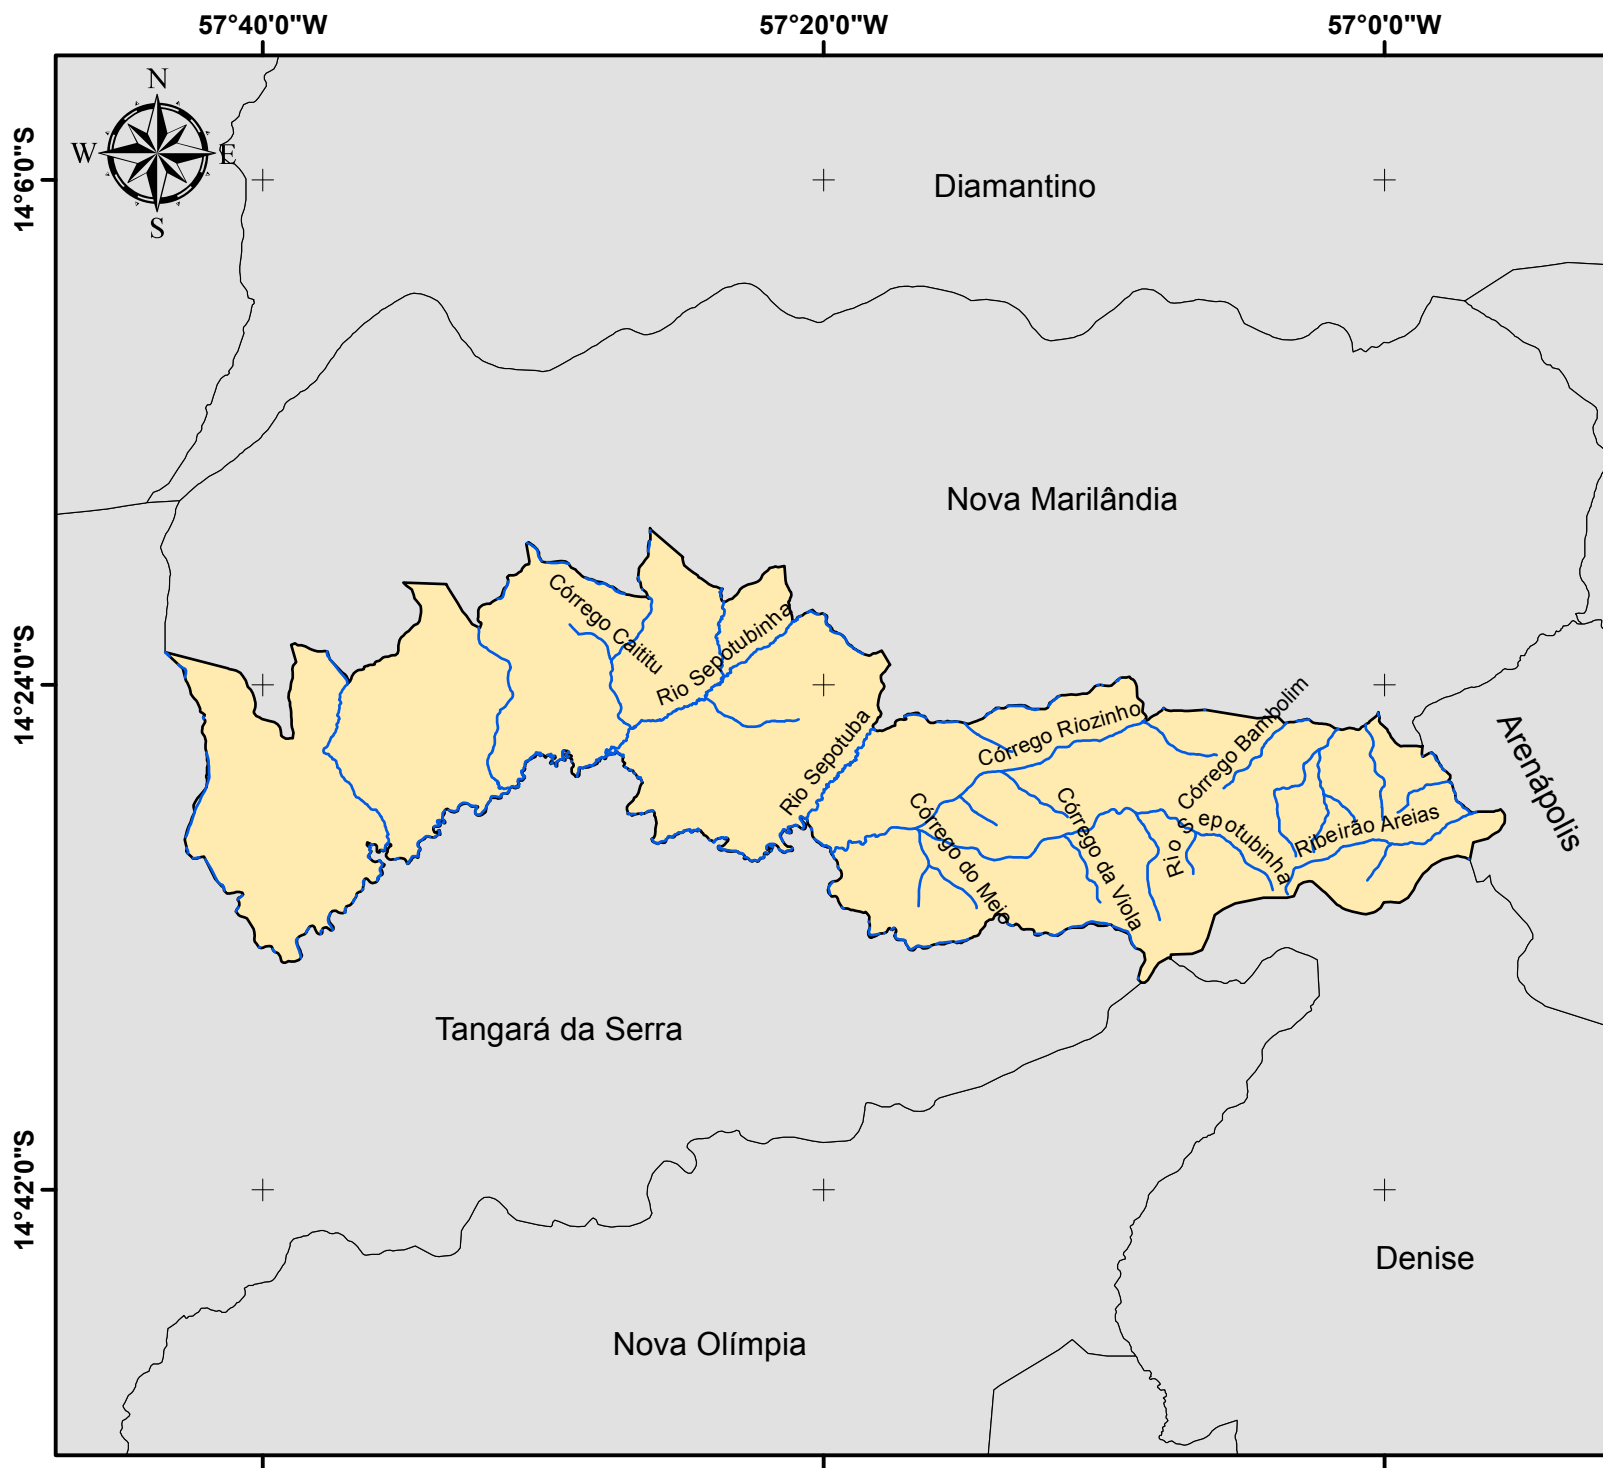 57°40'0"W
57°20'0"W
57°0'0"W
N
W
E
S
14°6'0"S
Diamantino
Nova Marilândia
Córrego Caititu
Rio Sepotubinha
14°24'0"S
Rio Sepotuba
Córrego Riozinho
Córrego Bambolim
Arenápolis
Córrego do Meio
Córrego da Viola
Rio Sepotubinha
Ribeirão Areias
Tangará da Serra
14°42'0"S
Denise
Nova Olímpia